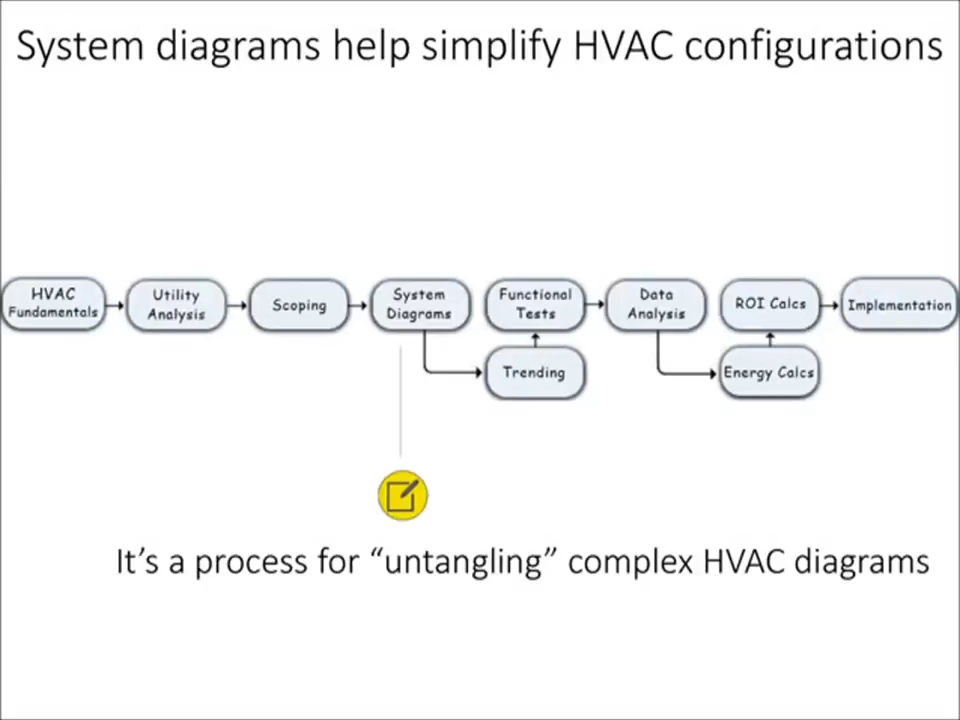 System diagrams help simplify HVAC configurations
HVAC
Fundamentals
Utility
Analysis
Scoping
System
Diagrams
Functional
Tests
Data
Analysis
ROI Calcs
Implementation
Trending
Energy Calcs
It’s a process for “untangling” complex HVAC diagrams